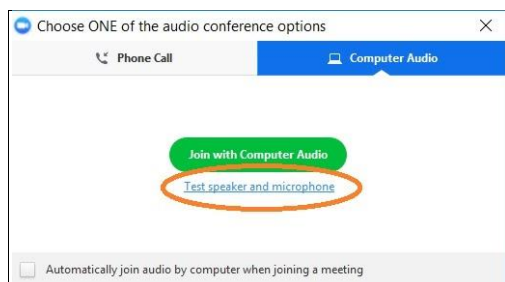 Choose ONE of the audio conference options
Phone Call
Computer Audio
Join with Computer Audio
Test speaker and microphone
Automatically join audio by computer when joining a meeting